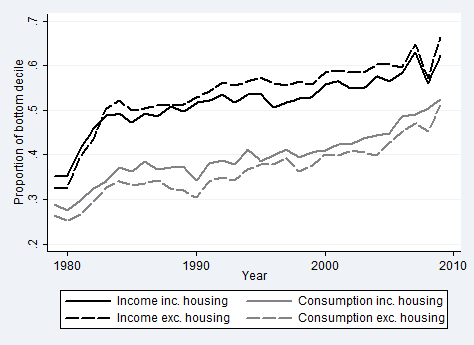 Proportion of bottom decile
.7
.6
.5
.4
.3
.2
1980 1990 2000 2010
Year
Income inc. housing Consumption inc. housing
Income exc. housing Consumption exc. housing